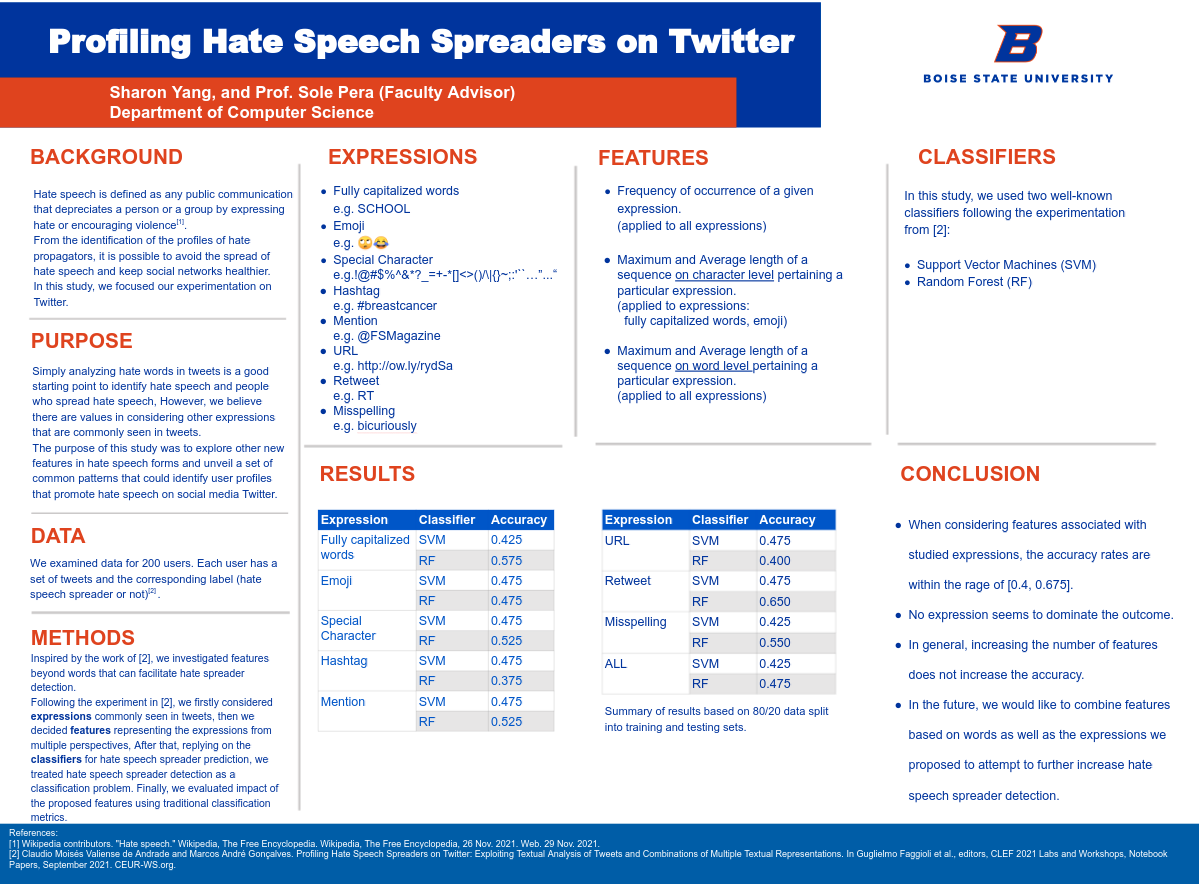 Profiling Hate Speech Spreaders on Twitter
Sharon Yang, and Prof. Sole Pera (Faculty Advisor)
Department of Computer Science
B
BOISE STATE UNIVERSITY
BACKGROUND
Hate speech is defined as any public communication
that depreciates a person or a group by expressing
hate or encouraging violence[1].
From the identification of the profiles of hate
propagators, it is possible to avoid the spread of
hate speech and keep social networks healthier.
In this study, we focused our experimentation on
Twitter.
PURPOSE
Simply analyzing hate words in tweets is a good
starting point to identify hate speech and people
who spread hate speech, However, we believe
there are values in considering other expressions
that are commonly seen in tweets.
The purpose of this study was to explore other new
features in hate speech forms and unveil a set of
common patterns that could identify user profiles
that promote hate speech on social media Twitter.
DATA
We examined data for 200 users. Each user has a
set of tweets and the corresponding label (hate
speech spreader or not)[2].
METHODS
Inspired by the work of [2], we investigated features
beyond words that can facilitate hate spreader
detection.
Following the experiment in [2], we firstly considered
expressions commonly seen in tweets, then we
decided features representing the expressions from
multiple perspectives, After that, replying on the
classifiers for hate speech spreader prediction, we
treated hate speech spreader detection as a
classification problem. Finally, we evaluated impact of
the proposed features using traditional classification
metrics.
EXPRESSIONS
● Fully capitalized words
e.g. SCHOOL
● Emoji
e.g. 🙄😂
● Special Character
e.g.!@#$%^&*?_=+-*[]<>()/\|{}~;:'``…"...“
● Hashtag
e.g. #breastcancer
● Mention
e.g. @FSMagazine
● URL
e.g. http://ow.ly/rydSa
● Retweet
e.g. RT
● Misspelling
e.g. bicuriously
FEATURES
● Frequency of occurrence of a given
expression.
(applied to all expressions)
● Maximum and Average length of a
sequence on character level pertaining a
particular expression.
(applied to expressions:
fully capitalized words, emoji)
● Maximum and Average length of a
sequence on word level pertaining a
particular expression.
(applied to all expressions)
CLASSIFIERS
In this study, we used two well-known
classifiers following the experimentation
from [2]:
● Support Vector Machines (SVM)
● Random Forest (RF)
RESULTS
Expression Classifier Accuracy
Fully capitalized words SVM 0.425
RF 0.575
Emoji SVM 0.475
RF 0.475
Special Character SVM 0.475
RF 0.525
Hashtag SVM 0.475
RF 0.375
Mention SVM 0.475
RF 0.525
Expression Classifier Accuracy
URL SVM 0.475
RF 0.400
Retweet SVM 0.475
RF 0.650
Misspelling SVM 0.425
RF 0.550
ALL SVM 0.425
RF 0.475
Summary of results based on 80/20 data split
into training and testing sets.
CONCLUSION
● When considering features associated with
studied expressions, the accuracy rates are
within the rage of [0.4, 0.675].
● No expression seems to dominate the outcome.
● In general, increasing the number of features
does not increase the accuracy.
● In the future, we would like to combine features
based on words as well as the expressions we
proposed to attempt to further increase hate
speech spreader detection.
References:
[1] Wikipedia contributors. "Hate speech." Wikipedia, The Free Encyclopedia. Wikipedia, The Free Encyclopedia, 26 Nov. 2021. Web. 29 Nov. 2021.
[2] Claudio Moisés Valiense de Andrade and Marcos André Gonçalves. Profiling Hate Speech Spreaders on Twitter: Exploiting Textual Analysis of Tweets and Combinations of Multiple Textual Representations. In Guglielmo Faggioli et al., editors, CLEF 2021 Labs and Workshops, Notebook
Papers, September 2021. CEUR-WS.org.